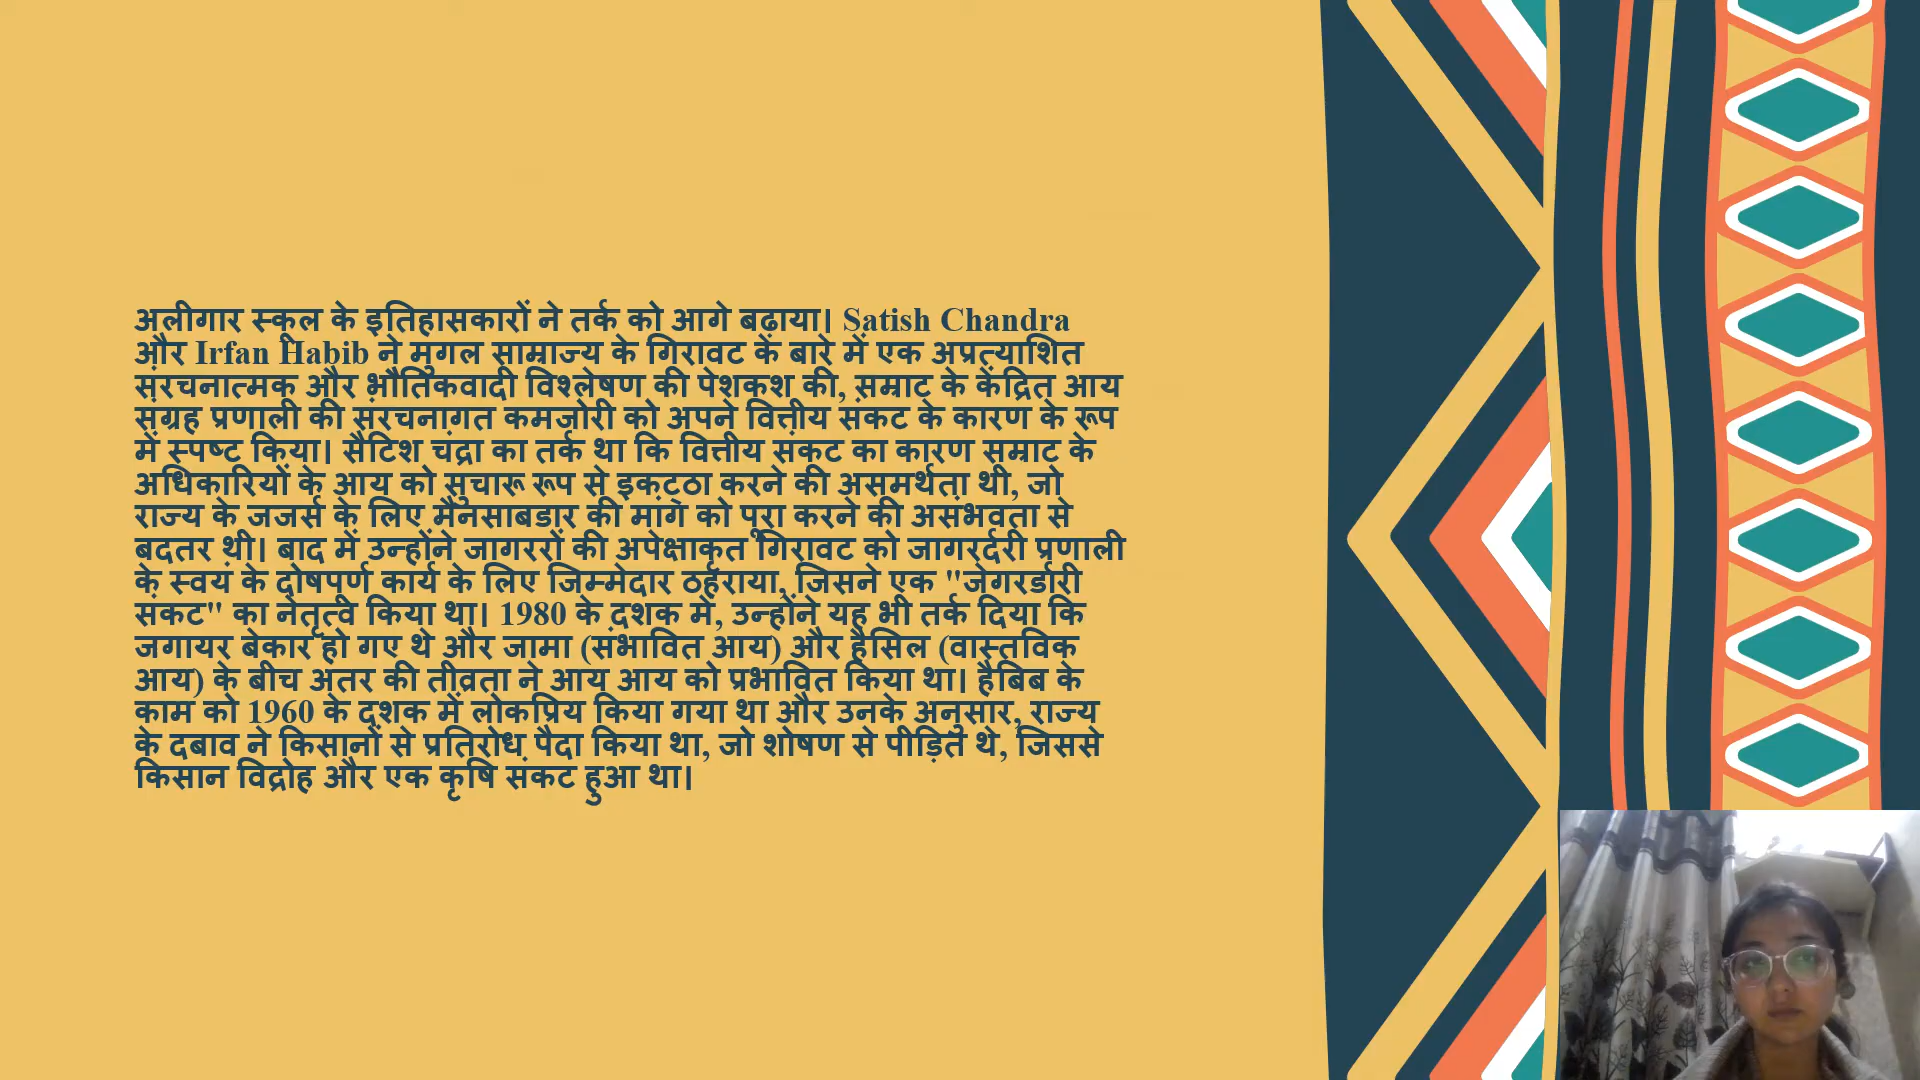 अलीगार स्कूल के इतिहासकारों ने तर्क को आगे बढ़ाया। Satish Chandra
और Irfan Habib ने मुगल साम्राज्य के गिरावट के बारे में एक अप्रत्याशित
संरचनात्मक और भौतिकवादी विश्लेषण की पेशकश की, सम्राट के केंद्रित आय
संग्रह प्रणाली की संरचनागत कमजोरी को अपने वित्तीय संकट के कारण के रूप
में स्पष्ट किया। सैटिश चंद्रा का तर्क था कि वित्तीय संकट का कारण सम्राट के
अधिकारियों के आय को सुचारू रूप से इकट्ठा करने की असमर्थता थी, जो
राज्य के जजर्स के लिए मैनसाबडार की मांग को पूरा करने की असंभवता से
बदतर थी। बाद में उन्होंने जागररों की अपेक्षाकृत गिरावट को जागरर्दरी प्रणाली
के स्वयं के दोषपूर्ण कार्य के लिए जिम्मेदार ठहराया, जिसने एक "जेगरर्डारी
संकट" का नेतृत्व किया था। 1980 के दशक में, उन्होंने यह भी तर्क दिया कि
जगायर बेकार हो गए थे और जामा (संभावित आय) और हैसिल (वास्तविक
आय) के बीच अंतर की तीव्रता ने आय आय को प्रभावित किया था। हैबिब के
काम को 1960 के दशक में लोकप्रिय किया गया था और उनके अनुसार, राज्य
के दबाव ने किसानों से प्रतिरोध पैदा किया था, जो शोषण से पीड़ित थे, जिससे
किसान विद्रोह और एक कृषि संकट हुआ था।